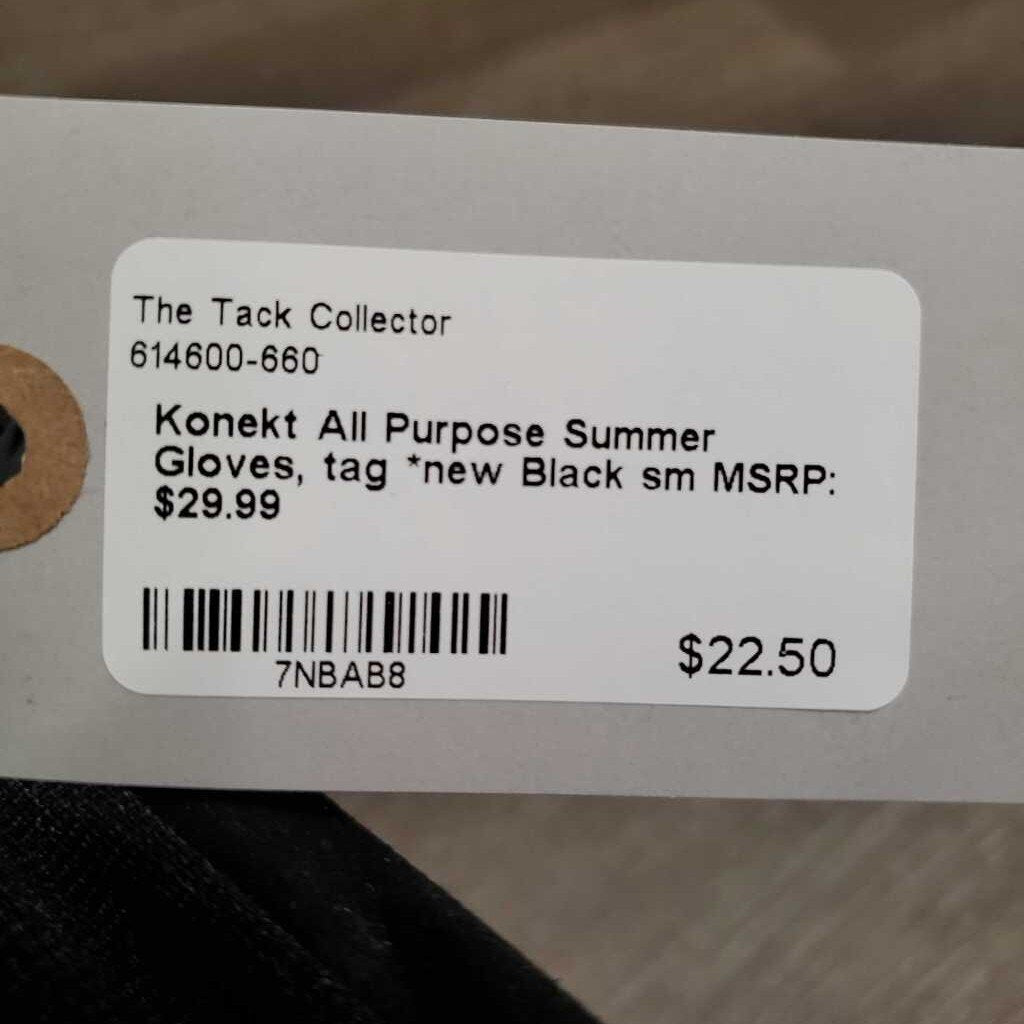 The Tack Collector
614600-660
Konekt All Purpose Summer
Gloves, tag *new Black sm MSRP:
$29.99
7NBAB8
$22.50